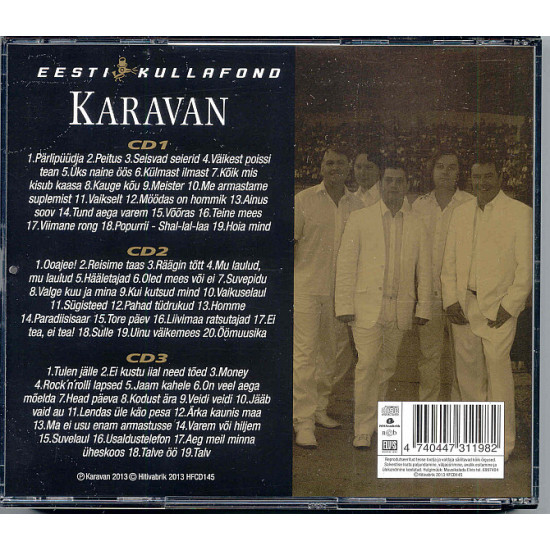 EESTI KULLAFOND
KARAVAN
CD1
1.Pärlipüüdja 2.Peitus 3.Seisvad seierid 4.Väikest poissi
tean 5.Üks naine öös 6.Külmast ilmast 7.Kõik mis
kisub kaasa 8.Kauge kõu 9.Meister 10.Me armastame
suplemist 11.Vaikselt 12.Möödas on hommik 13.Ainus
soov 14.Tund aega varem 15.Võõras 16.Teine mees
17.Viimane rong 18.Popurrii - Shal-lal-laa 19.Hoia mind
CD2
1.Ooajee! 2.Reisime taas 3.Räägin tõtt 4.Mu laulud,
mu laulud 5.Hääletajad 6.Oled mees või ei 7.Suvepidu
8.Valge kuu ja mina 9.Kui kutsud mind 10.Vaikuselaul
11.Sügisteed 12.Pahad tüdrukud 13.Homme
14.Paradiisisaar 15.Tore päev 16.Liivimaa ratsutajad 17.Ei
tea, ei tea! 18.Sulle 19.Uinu väikemees 20.Öömuusika
CD3
1.Tulen jälle 2.Ei kustu iial need tõed 3.Money
4.Rock'n'rolli lapsed 5.Jaam kahele 6.On veel aega
mõelda 7.Head päeva 8.Kodust ära 9.Veidi veidi 10.Jääb
vaid au 11.Lendas üle käo pesa 12.Ärka kaunis maa
13.Ma ei usu enam armastusse 14.Varem või hiljem
15.Suvelaul 16.Usaldustelefon 17.Aeg meil minna
üheskoos 18.Talve öö 19.Talv
Ⓟ Karavan 2013 © Hitivabrik 2013 HFCD145
4 740447 311982
© Hitivabrik 2013 HFCD145